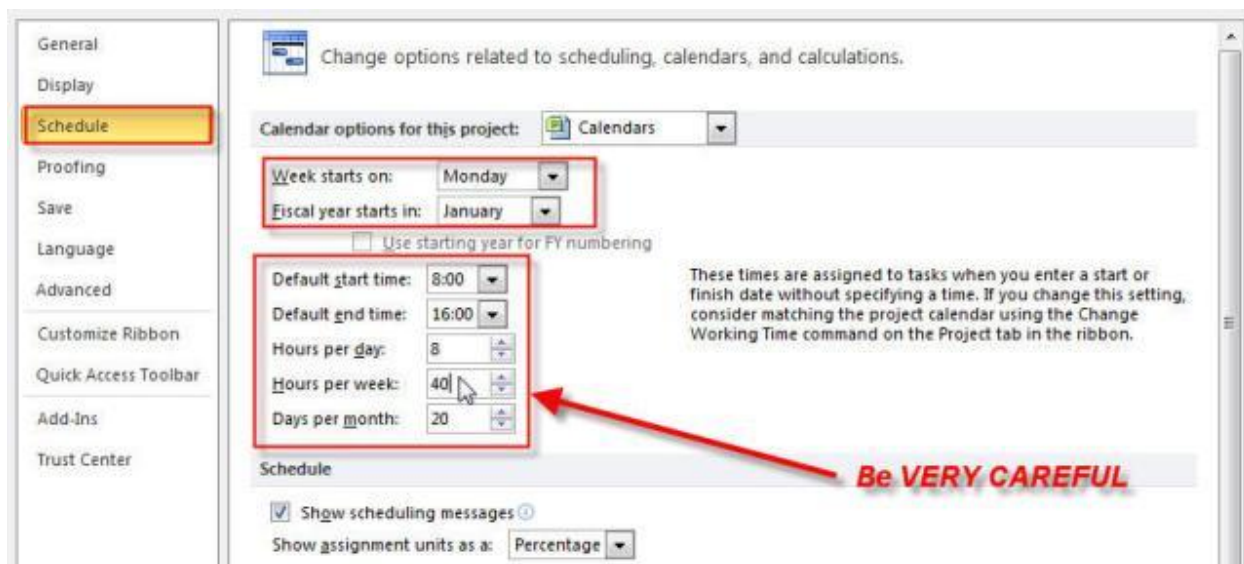 General
Display
Schedule
Proofing
Save
Language
Advanced
Customize Ribbon
Quick Access Toolbar
Add-Ins
Trust Center
Change options related to scheduling, calendars, and calculations.
Calendar options for this project: Calendars
Week starts on: Monday
Fiscal year starts in: January
Use starting year for FY numbering
Default start time: 8:00
Default end time: 16:00
Hours per day: 8
Hours per week: 40
Days per month: 20
These times are assigned to tasks when you enter a start or
finish date without specifying a time. If you change this setting,
consider matching the project calendar using the Change
Working Time command on the Project tab in the ribbon.
Be VERY CAREFUL
Schedule
Show scheduling messages
Show assignment units as a: Percentage